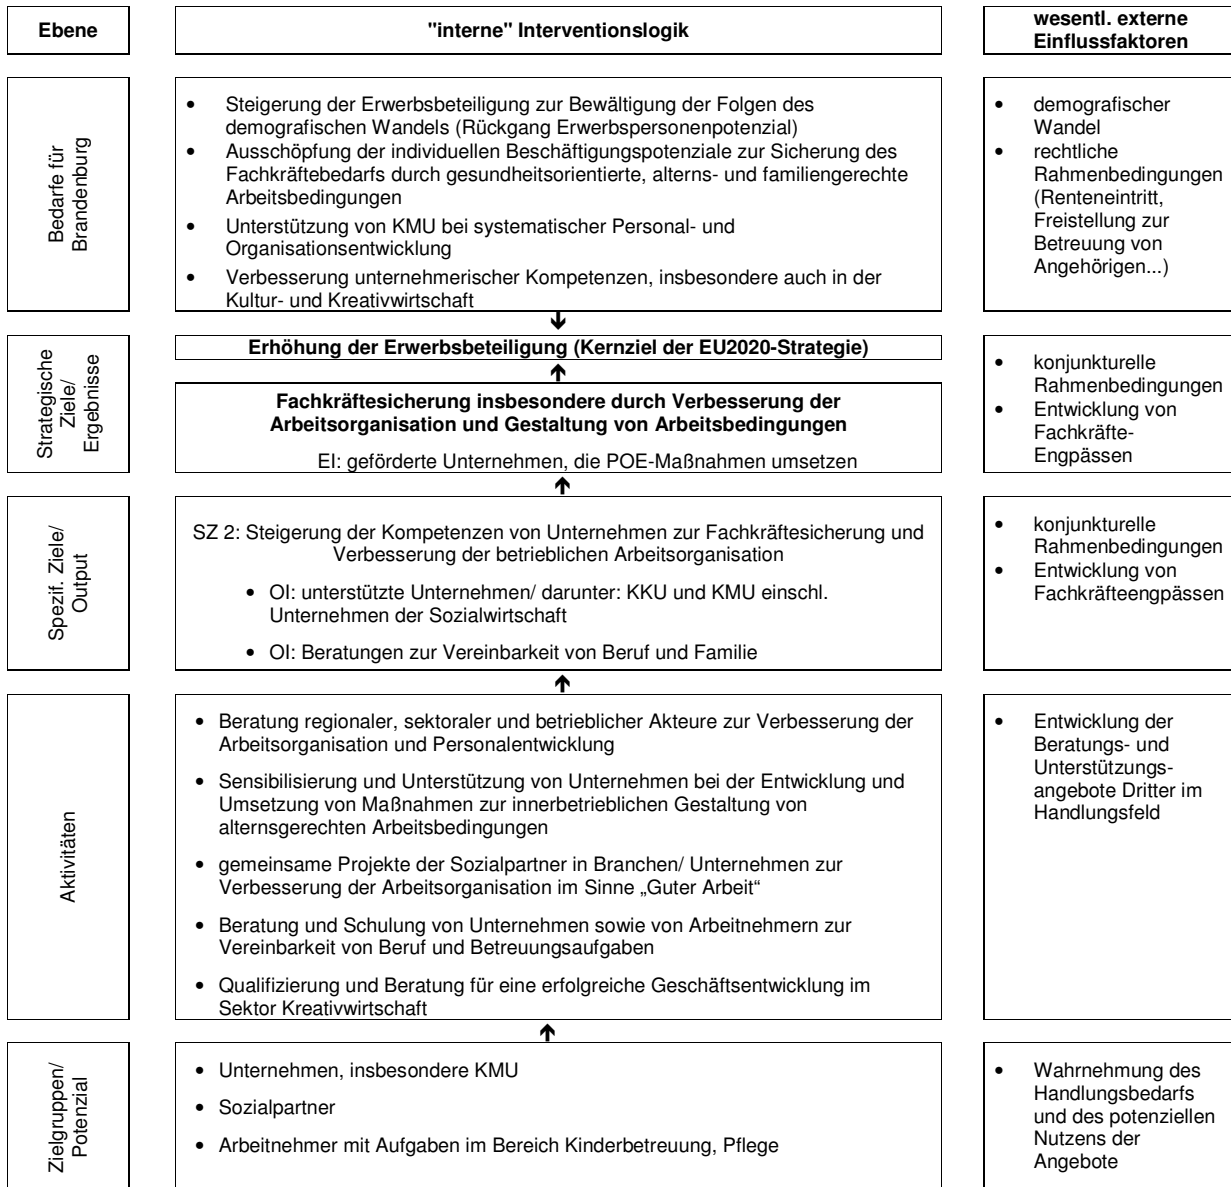 Ebene
"interne" Interventionslogik
wesentl. externe
Einflussfaktoren
Bedarfe für
Brandenburg
• Steigerung der Erwerbsbeteiligung zur Bewältigung der Folgen des
demografischen Wandels (Rückgang Erwerbspersonenpotenzial)
• Ausschöpfung der individuellen Beschäftigungspotenziale zur Sicherung des
Fachkräftebedarfs durch gesundheitsorientierte, alterns- und familiengerechte
Arbeitsbedingungen
• Unterstützung von KMU bei systematischer Personal- und
Organisationsentwicklung
• Verbesserung unternehmerischer Kompetenzen, insbesondere auch in der
Kultur- und Kreativwirtschaft
• demografischer
Wandel
• rechtliche
Rahmenbedingungen
(Renteneintritt,
Freistellung zur
Betreuung von
Angehörigen...)
Strategische
Ziele/
Ergebnisse
Erhöhung der Erwerbsbeteiligung (Kernziel der EU2020-Strategie)
Fachkräftesicherung insbesondere durch Verbesserung der
Arbeitsorganisation und Gestaltung von Arbeitsbedingungen
EI: geförderte Unternehmen, die POE-Maßnahmen umsetzen
• konjunkturelle
Rahmenbedingungen
• Entwicklung von
Fachkräfte-
Engpässen
Spezif. Ziele/
Output
SZ 2: Steigerung der Kompetenzen von Unternehmen zur Fachkräftesicherung und
Verbesserung der betrieblichen Arbeitsorganisation
• OI: unterstützte Unternehmen/ darunter: KKU und KMU einschl.
Unternehmen der Sozialwirtschaft
• OI: Beratungen zur Vereinbarkeit von Beruf und Familie
• konjunkturelle
Rahmenbedingungen
• Entwicklung von
Fachkräfteengpässen
Aktivitäten
• Beratung regionaler, sektoraler und betrieblicher Akteure zur Verbesserung der
Arbeitsorganisation und Personalentwicklung
• Sensibilisierung und Unterstützung von Unternehmen bei der Entwicklung und
Umsetzung von Maßnahmen zur innerbetrieblichen Gestaltung von
alternsgerechten Arbeitsbedingungen
• gemeinsame Projekte der Sozialpartner in Branchen/ Unternehmen zur
Verbesserung der Arbeitsorganisation im Sinne „Guter Arbeit“
• Beratung und Schulung von Unternehmen sowie von Arbeitnehmern zur
Vereinbarkeit von Beruf und Betreuungsaufgaben
• Qualifizierung und Beratung für eine erfolgreiche Geschäftsentwicklung im
Sektor Kreativwirtschaft
• Entwicklung der
Beratungs- und
Unterstützungs-
angebote Dritter im
Handlungsfeld
Zielgruppen/
Potenzial
• Unternehmen, insbesondere KMU
• Sozialpartner
• Arbeitnehmer mit Aufgaben im Bereich Kinderbetreuung, Pflege
• Wahrnehmung des
Handlungsbedarfs
und des potenziellen
Nutzens der
Angebote